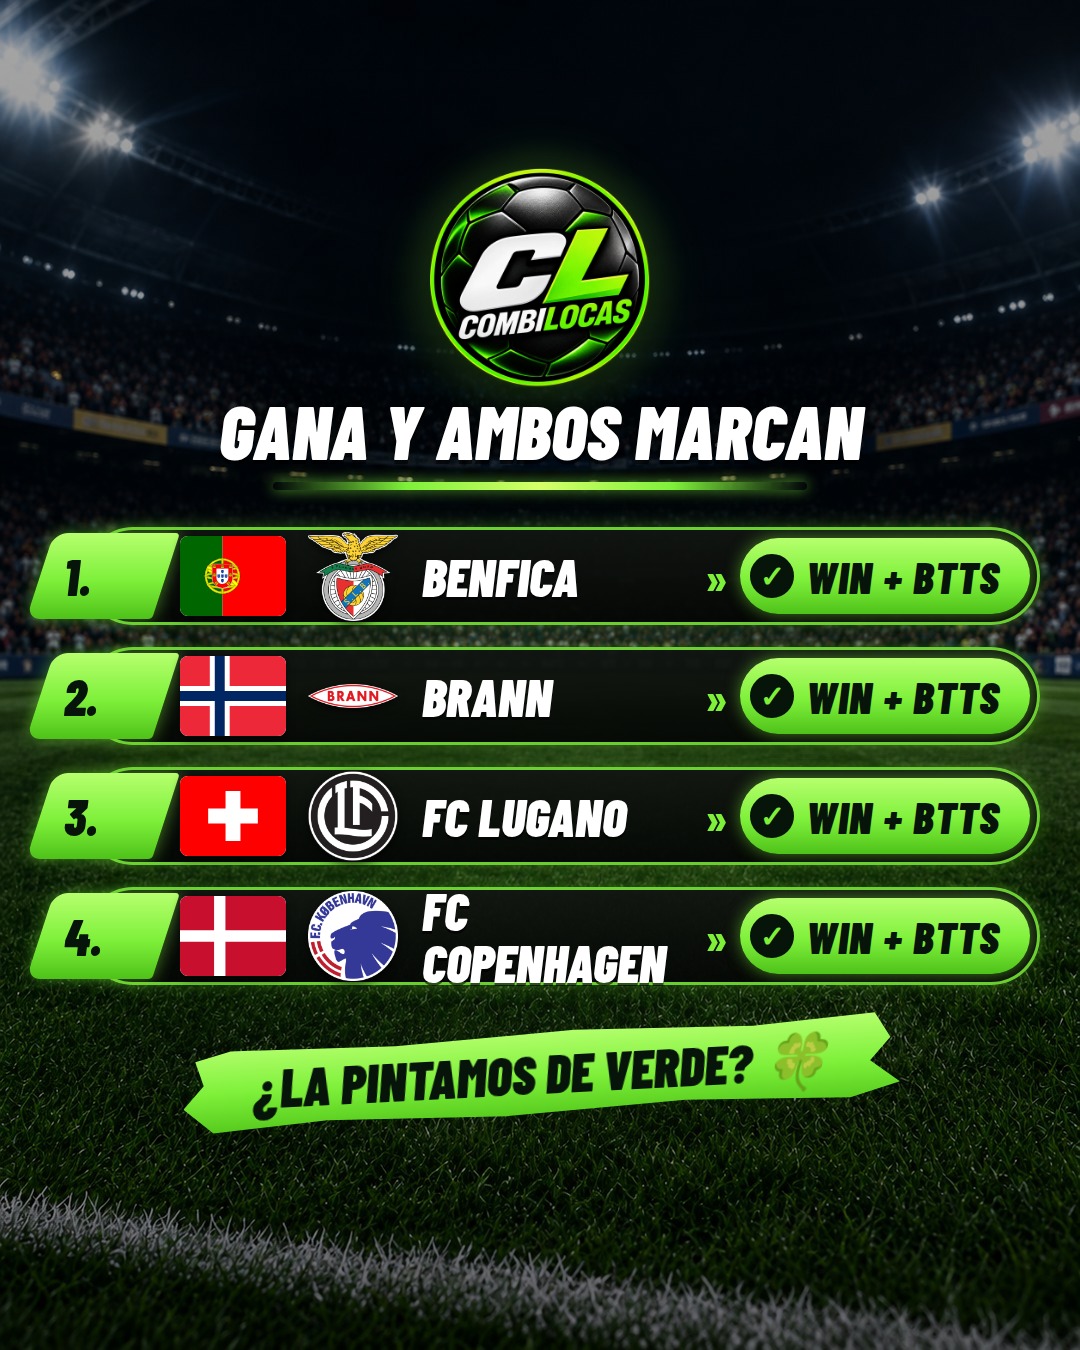 CL
COMBILOCAS
GANA Y AMBOS MARCAN
1. BENFICA » ✓ WIN + BTTS
2. BRANN BRANN » ✓ WIN + BTTS
3. FC LUGANO » ✓ WIN + BTTS
4. F.C. KØBENHAVN FC COPENHAGEN » ✓ WIN + BTTS
¿LA PINTAMOS DE VERDE? 🍀